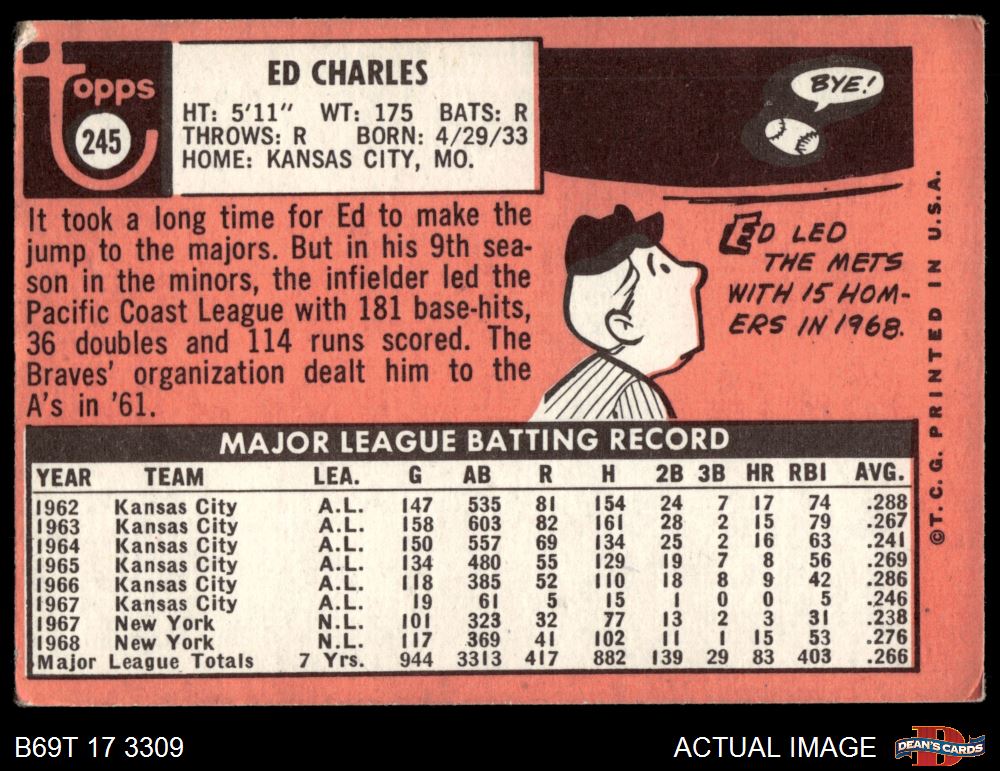 topps
245
ED CHARLES
HT: 5'11" WT: 175 BATS: R
THROWS: R BORN: 4/29/33
HOME: KANSAS CITY, MO.
BYE!
It took a long time for Ed to make the
jump to the majors. But in his 9th sea-
son in the minors, the infielder led the
Pacific Coast League with 181 base-hits,
36 doubles and 114 runs scored. The
Braves' organization dealt him to the
A's in '61.
ED LED
THE METS
WITH 15 HOM-
ERS IN 1968.
©T.C.G. PRINTED IN U.S.A.
MAJOR LEAGUE BATTING RECORD
YEAR TEAM LEA. G AB R H 2B 3B HR RBI AVG.
1962 Kansas City A.L. 147 535 81 154 24 7 17 74 .288
1963 Kansas City A.L. 158 603 82 161 28 2 15 79 .267
1964 Kansas City A.L. 150 557 69 134 25 2 16 63 .241
1965 Kansas City A.L. 134 480 55 129 19 7 8 56 .269
1966 Kansas City A.L. 118 385 52 110 18 8 9 42 .286
1967 Kansas City A.L. 19 61 5 15 1 0 0 5 .246
1967 New York N.L. 101 323 32 77 13 2 3 31 .238
1968 New York N.L. 117 369 41 102 11 1 15 53 .276
Major League Totals 7 Yrs. 944 3313 417 882 139 29 83 403 .266
B69T 17 3309
ACTUAL IMAGE
D
DEAN'S CARDS